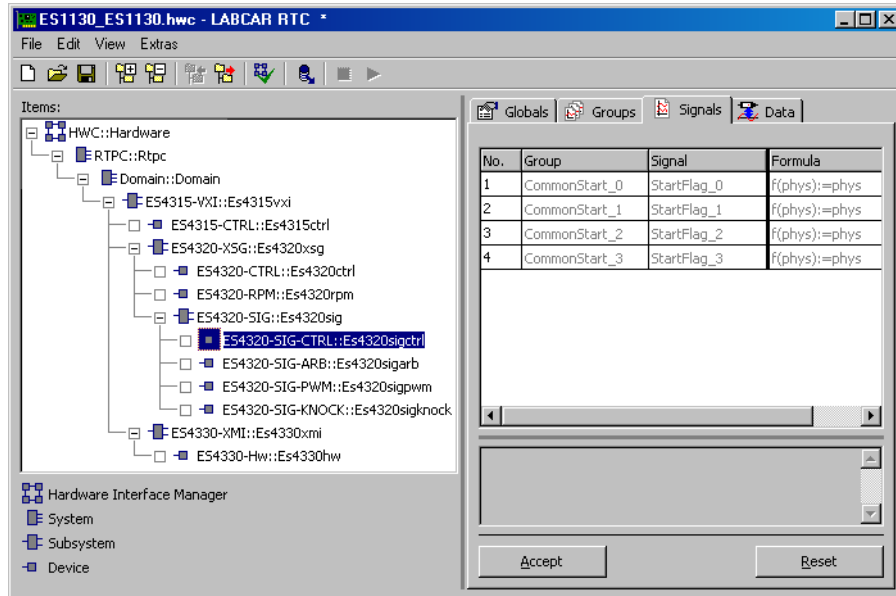 ES1130_ES1130.hwc - LABCAR RTC *
File Edit View Extras
Items:
HWC::Hardware
RTPC::Rtpc
Domain::Domain
ES4315-VXI::Es4315vxi
ES4315-CTRL::Es4315ctrl
ES4320-XSG::Es4320xsg
ES4320-CTRL::Es4320ctrl
ES4320-RPM::Es4320rpm
ES4320-SIG::Es4320sig
ES4320-SIG-CTRL::Es4320sigctrl
ES4320-SIG-ARB::Es4320sigarb
ES4320-SIG-PWM::Es4320sigpwm
ES4320-SIG-KNOCK::Es4320sigknock
ES4330-XMI::Es4330xmi
ES4330-Hw::Es4330hw
Hardware Interface Manager
System
Subsystem
Device
Globals Groups Signals Data
No. Group Signal Formula
1 CommonStart_0 StartFlag_0 f(phys):=phys
2 CommonStart_1 StartFlag_1 f(phys):=phys
3 CommonStart_2 StartFlag_2 f(phys):=phys
4 CommonStart_3 StartFlag_3 f(phys):=phys
Accept Reset